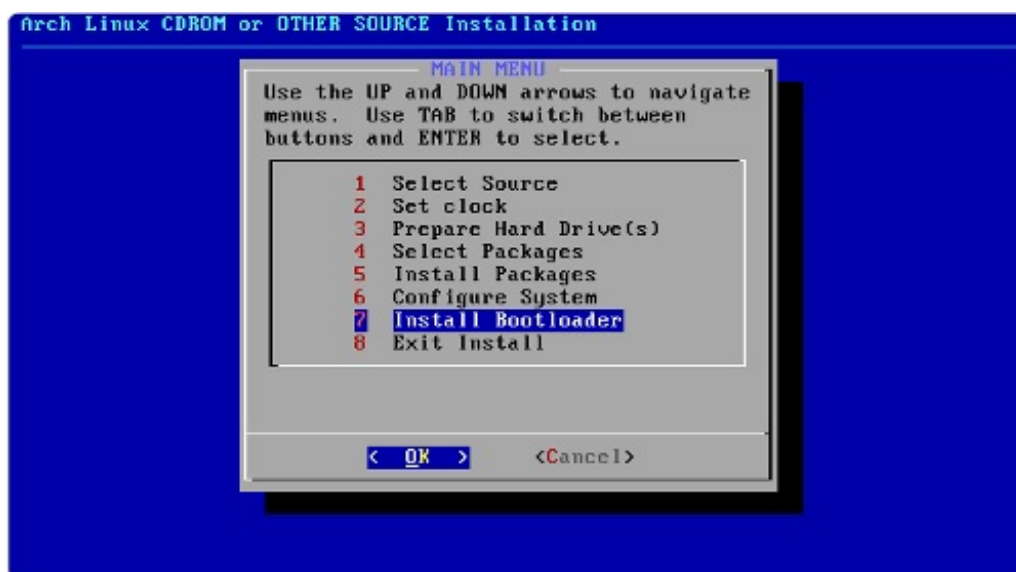 Arch Linux CDROM or OTHER SOURCE Installation
MAIN MENU
Use the UP and DOWN arrows to navigate
menus. Use TAB to switch between
buttons and ENTER to select.
1 Select Source
2 Set clock
3 Prepare Hard Drive(s)
4 Select Packages
5 Install Packages
6 Configure System
7 Install Bootloader
8 Exit Install
< OK > <Cancel>